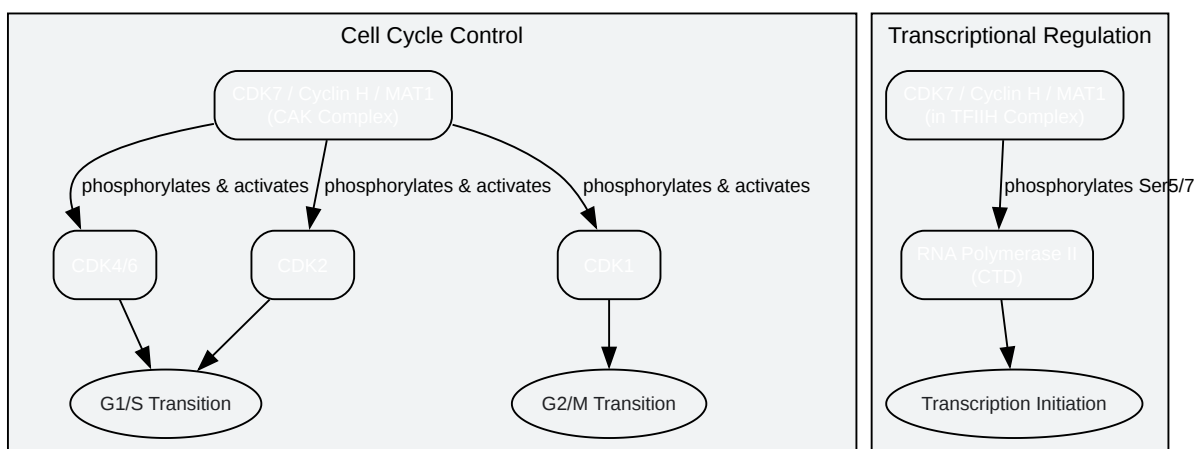 Cell Cycle Control
CDK7 / Cyclin H / MAT1
(CAK Complex)
phosphorylates & activates
phosphorylates & activates
phosphorylates & activates
CDK4/6
CDK2
CDK1
G1/S Transition
G2/M Transition
Transcriptional Regulation
CDK7 / Cyclin H / MAT1
(in TFIIH Complex)
phosphorylates Ser5/7
RNA Polymerase II
(CTD)
Transcription Initiation